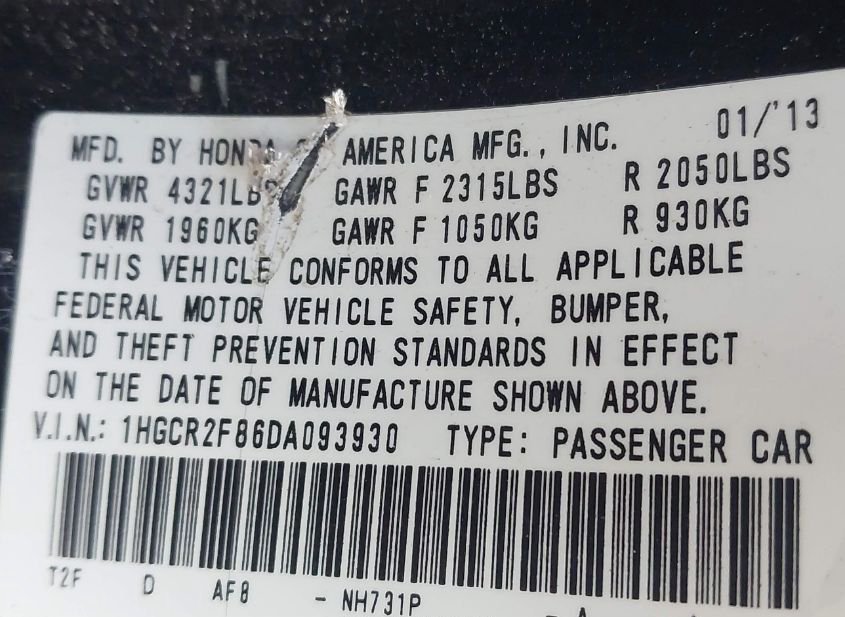 MFD. BY HONDA AMERICA MFG., INC. 01/'13
GVWR 4321LBS GAWR F 2315LBS R 2050LBS
GVWR 1960KG GAWR F 1050KG R 930KG
THIS VEHICLE CONFORMS TO ALL APPLICABLE
FEDERAL MOTOR VEHICLE SAFETY, BUMPER,
AND THEFT PREVENTION STANDARDS IN EFFECT
ON THE DATE OF MANUFACTURE SHOWN ABOVE.
V.I.N.: 1HGCR2F86DA093930 TYPE: PASSENGER CAR
T2F D AF8 - NH731P